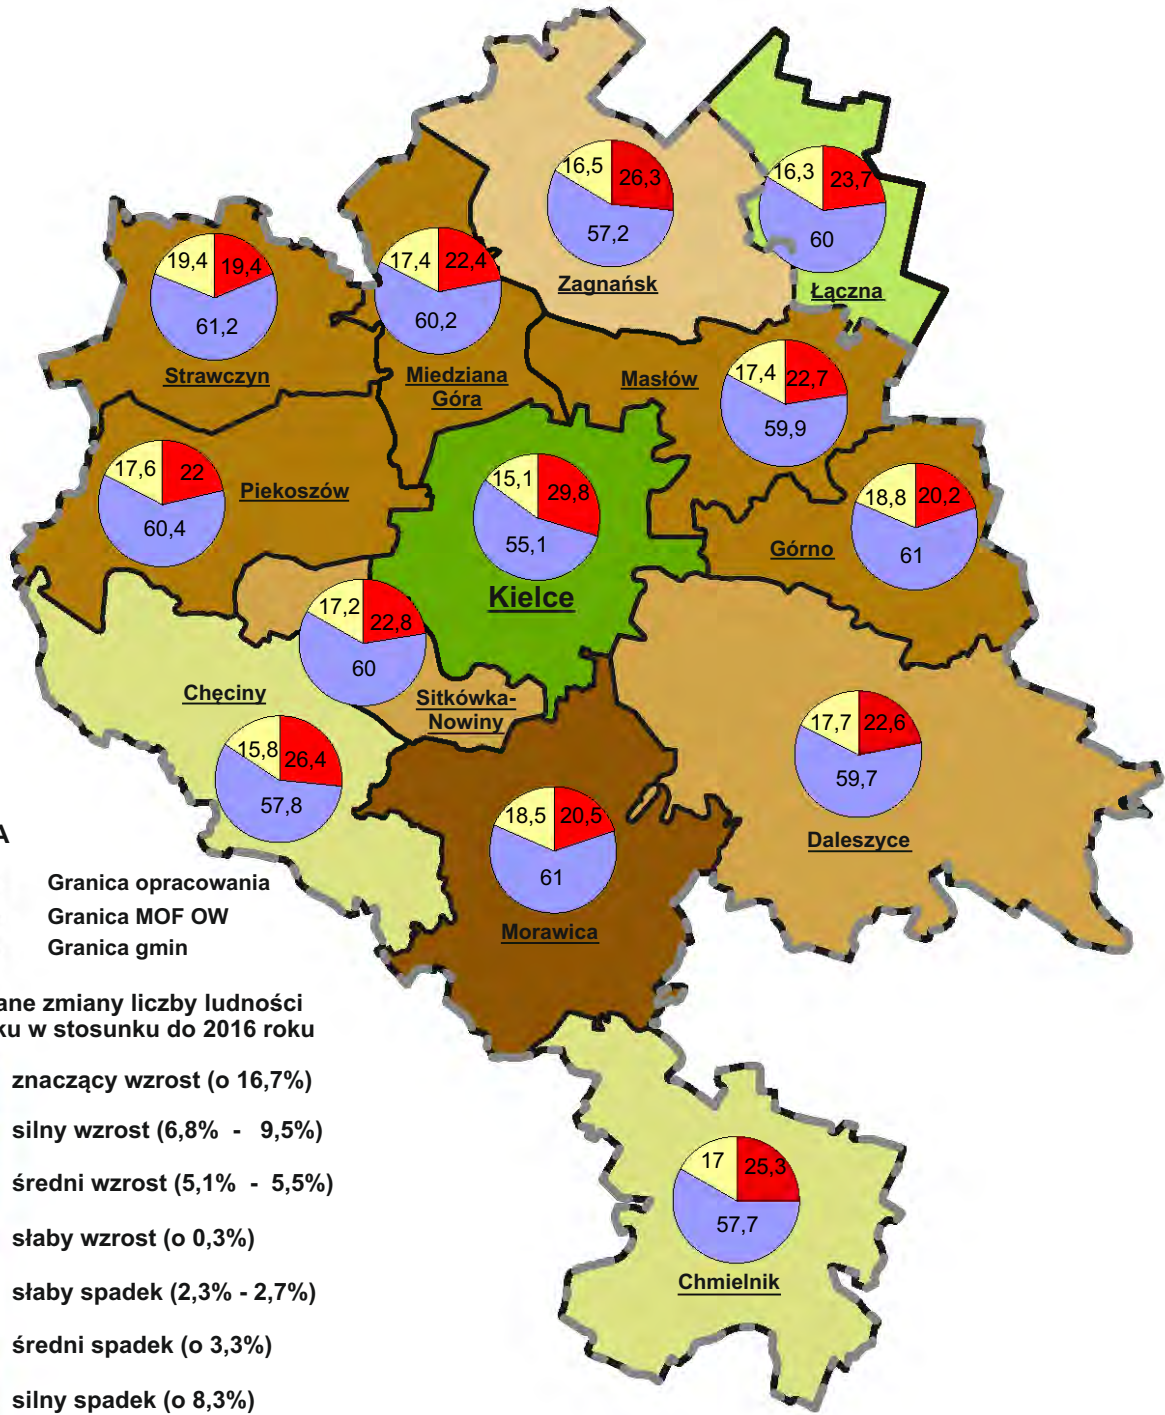 16,5
26,3
57,2
Zagnańsk
16,3
23,7
60
Łączna
19,4
19,4
61,2
Strawczyn
17,4
22,4
60,2
Miedziana
Góra
Masłów
17,4
22,7
59,9
17,6
22
60,4
Piekoszów
15,1
29,8
55,1
Kielce
18,8
20,2
61
Górno
17,2
22,8
60
Sitkówka-
Nowiny
Chęciny
15,8
26,4
57,8
17,7
22,6
59,7
Daleszyce
18,5
20,5
61
Morawica
A
Granica opracowania
Granica MOF OW
Granica gmin
ane zmiany liczby ludności
ku w stosunku do 2016 roku
znaczący wzrost (o 16,7%)
silny wzrost (6,8% - 9,5%)
średni wzrost (5,1% - 5,5%)
słaby wzrost (o 0,3%)
słaby spadek (2,3% - 2,7%)
średni spadek (o 3,3%)
silny spadek (o 8,3%)
17
25,3
57,7
Chmielnik